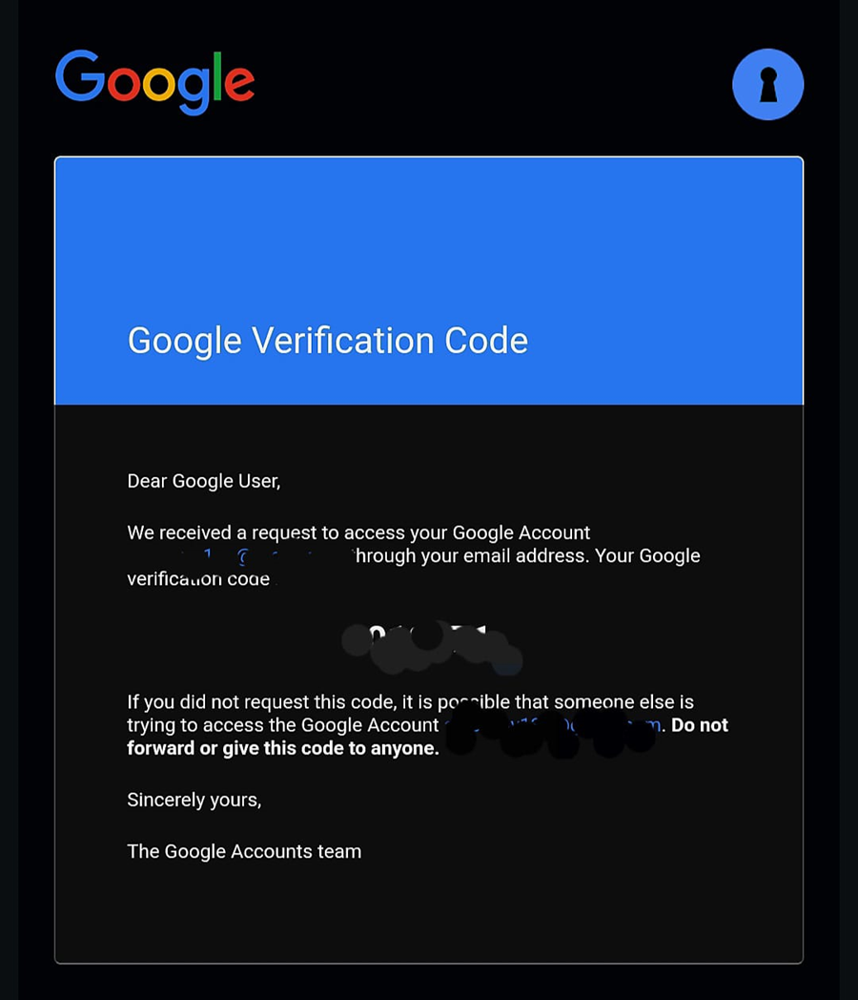 Google
Google Verification Code
Dear Google User,
We received a request to access your Google Account
through your email address. Your Google
verification code
If you did not request this code, it is possible that someone else is
trying to access the Google Account . Do not
forward or give this code to anyone.
Sincerely yours,
The Google Accounts team